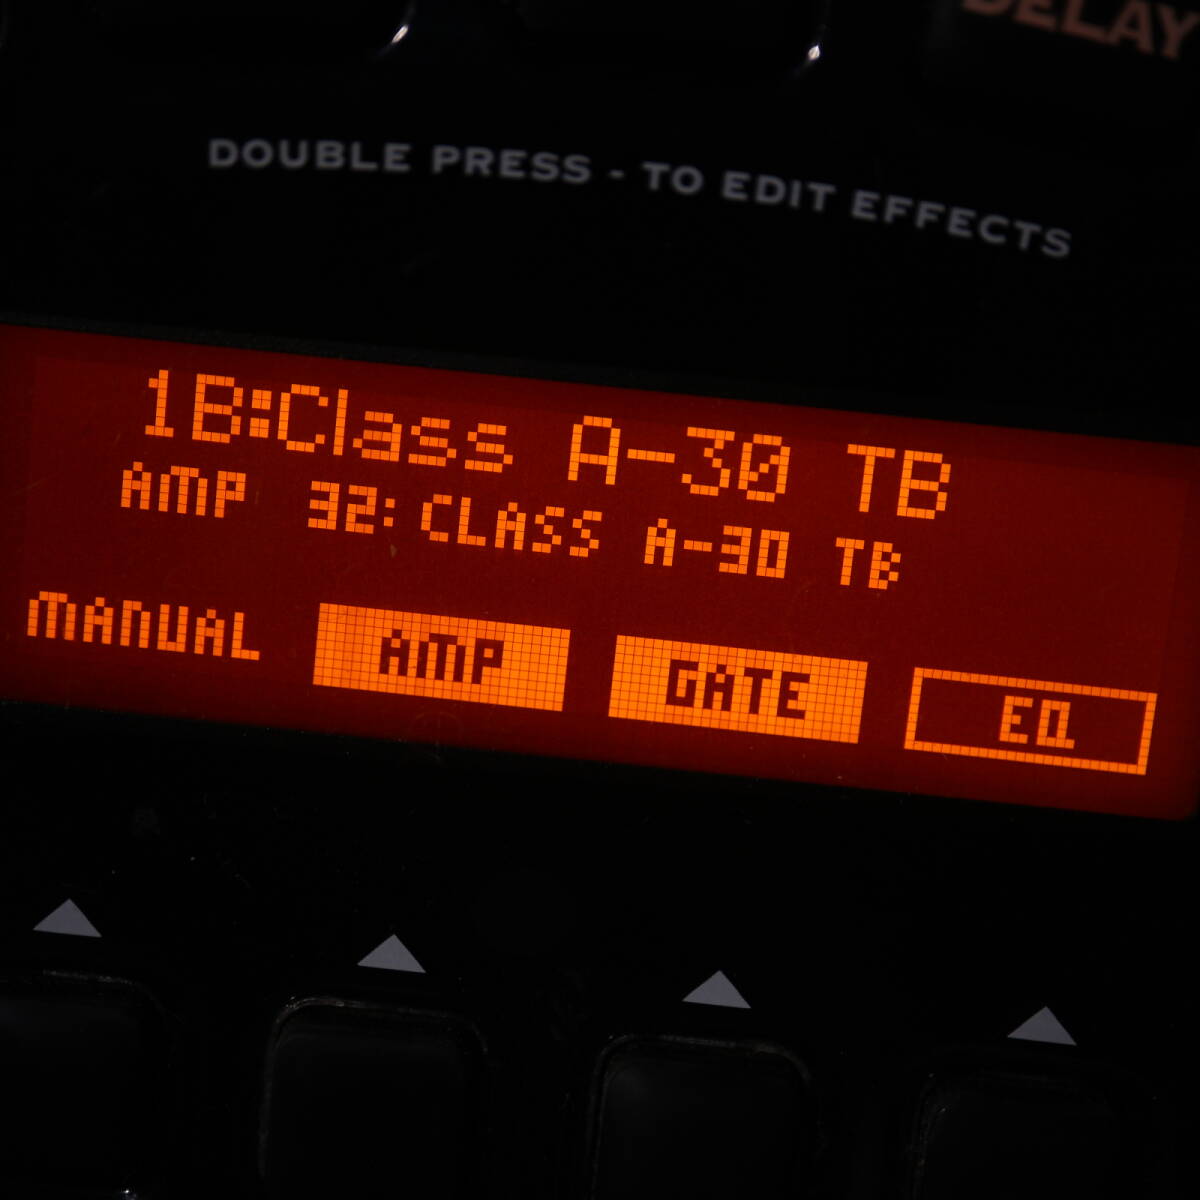 DELAY
DOUBLE PRESS - TO EDIT EFFECTS
1B:Class A-30 TB
AMP 32: CLASS A-30 TB
MANUAL AMP GATE EQ